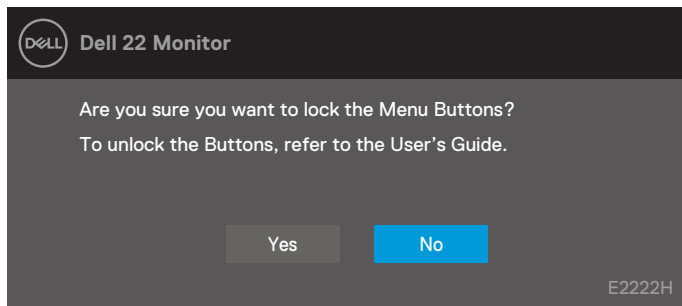 DELL Dell 22 Monitor
Are you sure you want to lock the Menu Buttons?
To unlock the Buttons, refer to the User’s Guide.
Yes No
E2222H